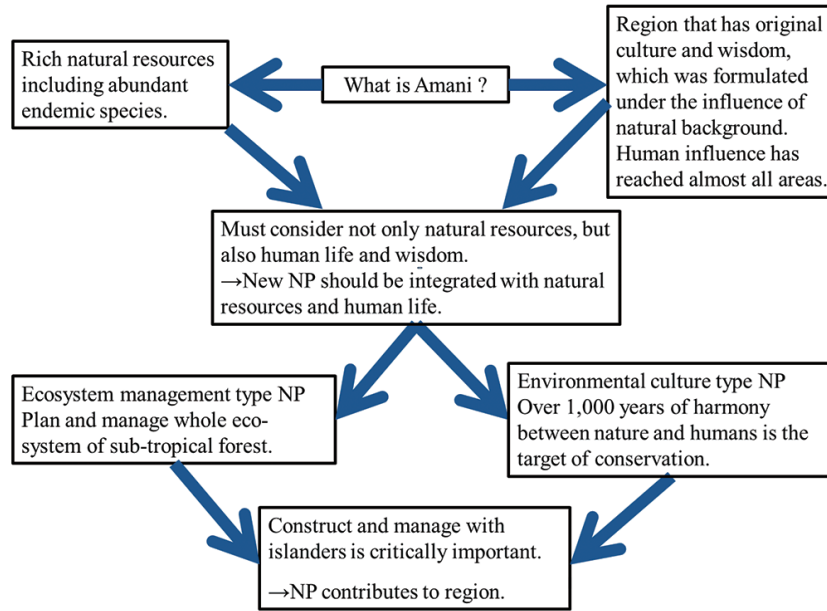 What is Amani ?
Rich natural resources
including abundant
endemic species.
Region that has original
culture and wisdom,
which was formulated
under the influence of
natural background.
Human influence has
reached almost all areas.
Must consider not only natural resources, but
also human life and wisdom.
→New NP should be integrated with natural
resources and human life.
Ecosystem management type NP
Plan and manage whole eco-
system of sub-tropical forest.
Environmental culture type NP
Over 1,000 years of harmony
between nature and humans is the
target of conservation.
Construct and manage with
islanders is critically important.
→NP contributes to region.